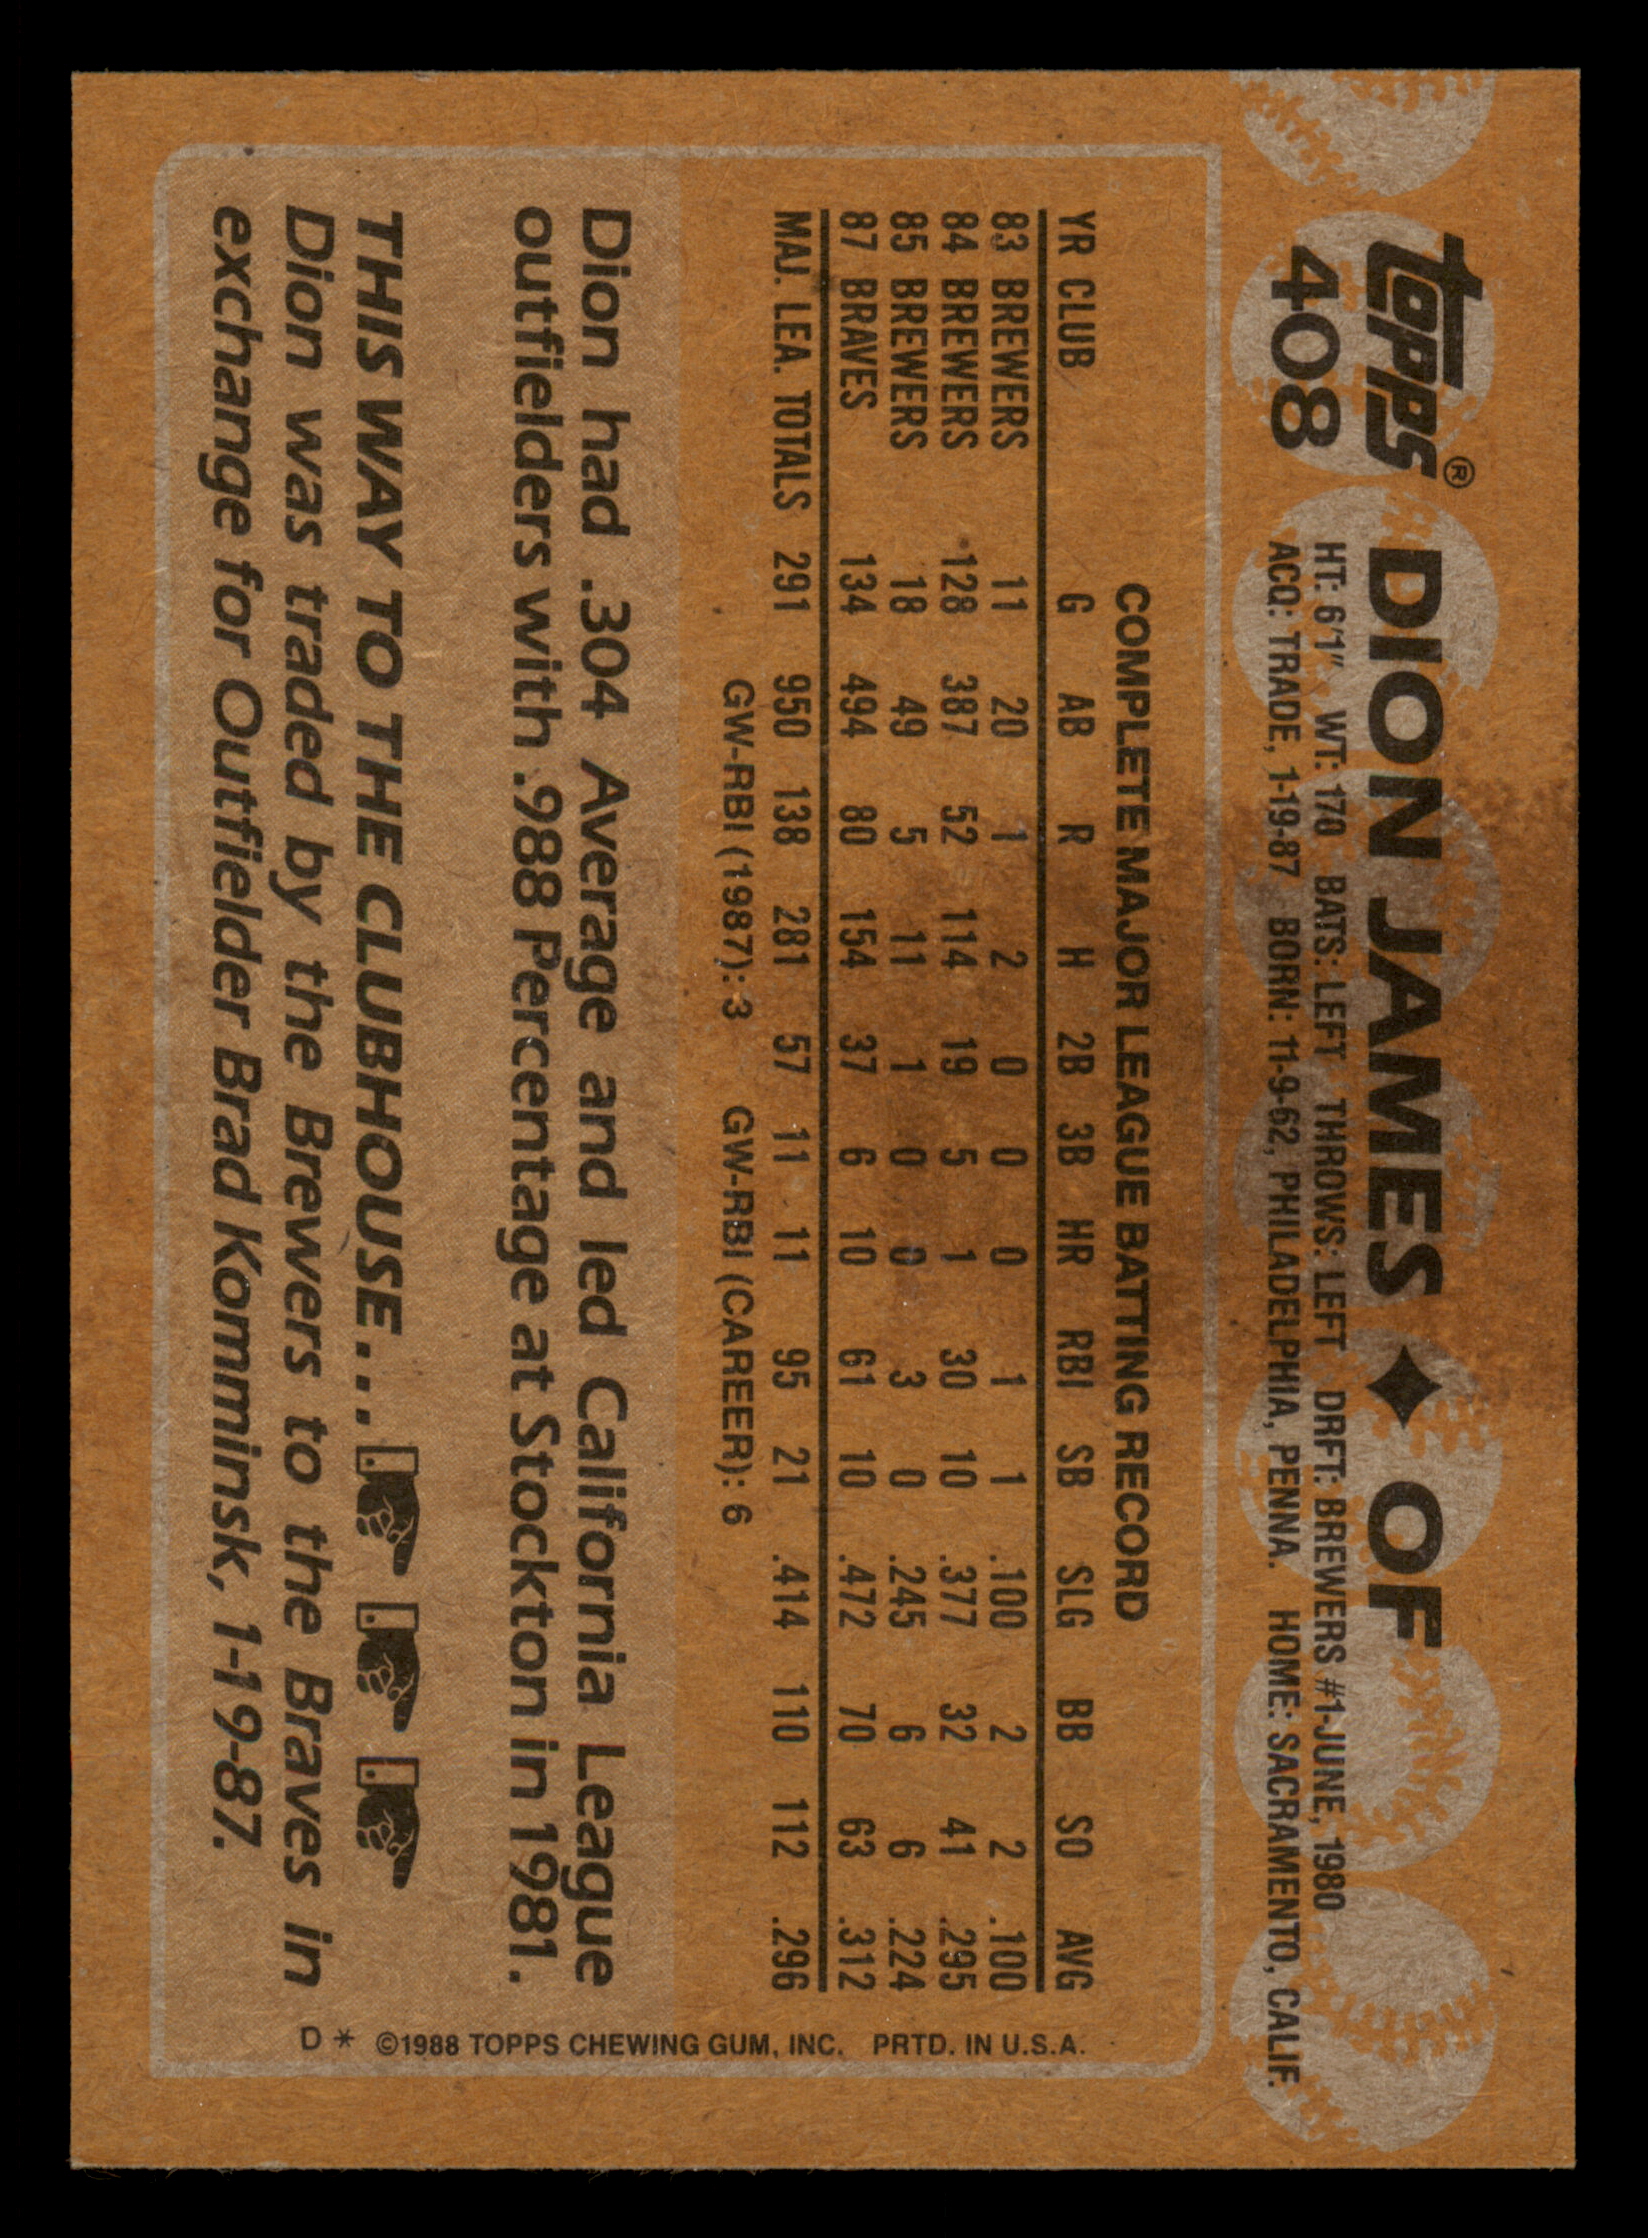 topps®
408
DION JAMES ✦ OF
HT: 6'1" WT: 170 BATS: LEFT THROWS: LEFT DRFT: BREWERS #1-JUNE, 1980
ACQ: TRADE, 1-19-87 BORN: 11-9-62, PHILADELPHIA, PENNA. HOME: SACRAMENTO, CALIF.
COMPLETE MAJOR LEAGUE BATTING RECORD
YR CLUB G AB R H 2B 3B HR RBI SB SLG BB SO AVG
83 BREWERS 11 20 1 2 0 0 0 1 1 .100 2 2 .100
84 BREWERS 128 387 52 114 19 5 1 30 10 .377 32 41 .295
85 BREWERS 18 49 5 11 1 0 0 3 0 .245 6 6 .224
87 BRAVES 134 494 80 154 37 6 10 61 10 .472 70 63 .312
MAJ. LEA. TOTALS 291 950 138 281 57 11 11 95 21 .414 110 112 .296
GW-RBI (1987): 3 GW-RBI (CAREER): 6
Dion had .304 Average and led California League
outfielders with .988 Percentage at Stockton in 1981.
THIS WAY TO THE CLUBHOUSE...
Dion was traded by the Brewers to the Braves in
exchange for Outfielder Brad Komminsk, 1-19-87.
D* ©1988 TOPPS CHEWING GUM, INC. PRTD. IN U.S.A.